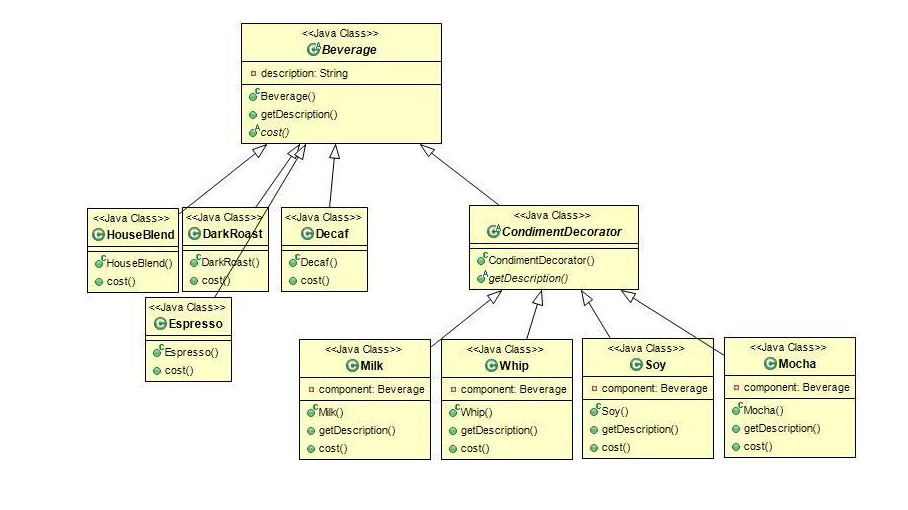 <<Java Class>>
Beverage
description: String
Beverage()
getDescription()
cost()
<<Java Class>>
HouseBlend
HouseBlend()
cost()
<<Java Class>>
DarkRoast
DarkRoast()
cost()
<<Java Class>>
Decaf
Decaf()
cost()
<<Java Class>>
CondimentDecorator
CondimentDecorator()
getDescription()
<<Java Class>>
Espresso
Espresso()
cost()
<<Java Class>>
Milk
component: Beverage
Milk()
getDescription()
cost()
<<Java Class>>
Whip
component: Beverage
Whip()
getDescription()
cost()
<<Java Class>>
Soy
component: Beverage
Soy()
getDescription()
cost()
<<Java Class>>
Mocha
component: Beverage
Mocha()
getDescription()
cost()